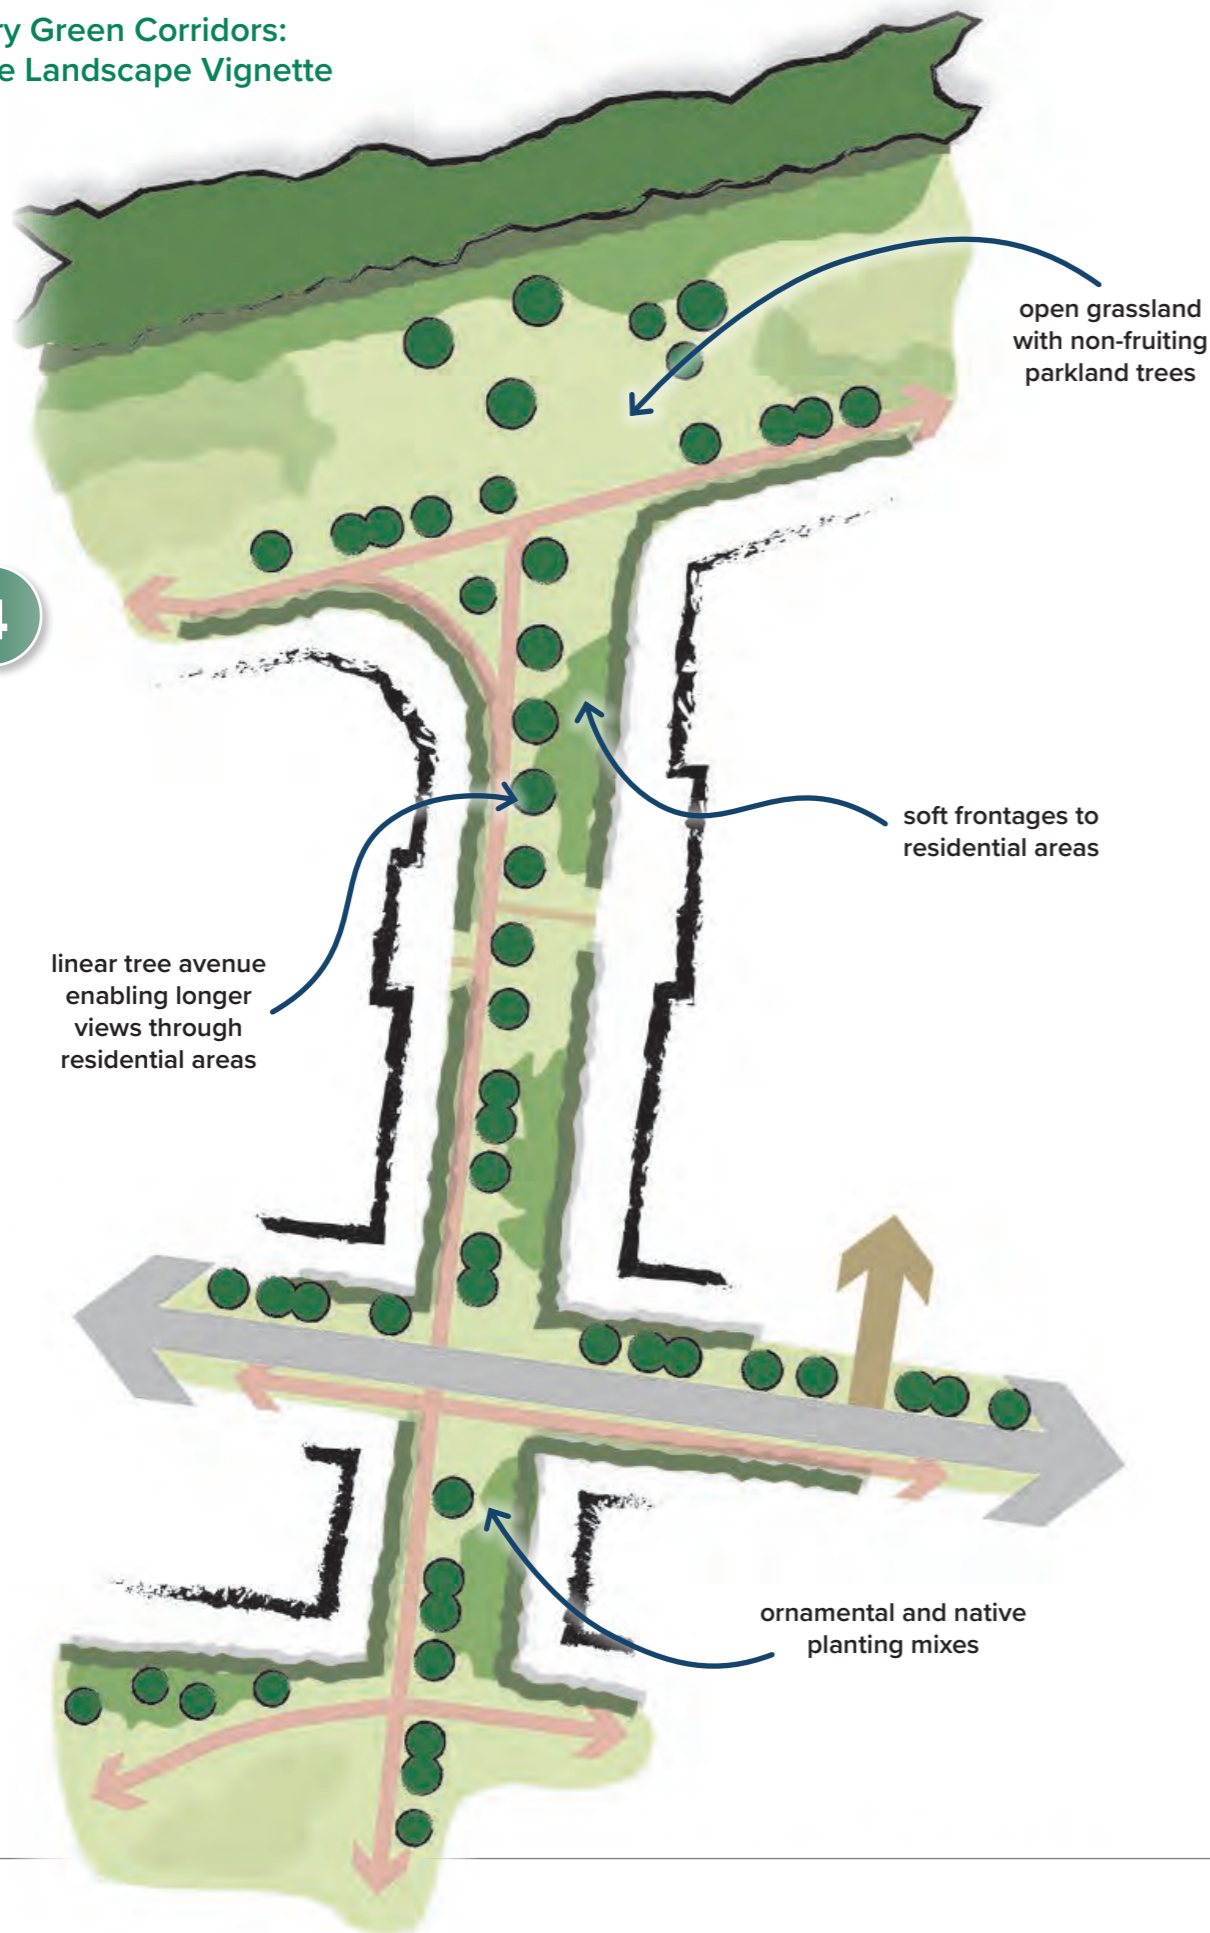 Green Corridors:
Landscape Vignette
open grassland
with non-fruiting
parkland trees
4
soft frontages to
residential areas
linear tree avenue
enabling longer
views through
residential areas
ornamental and native
planting mixes